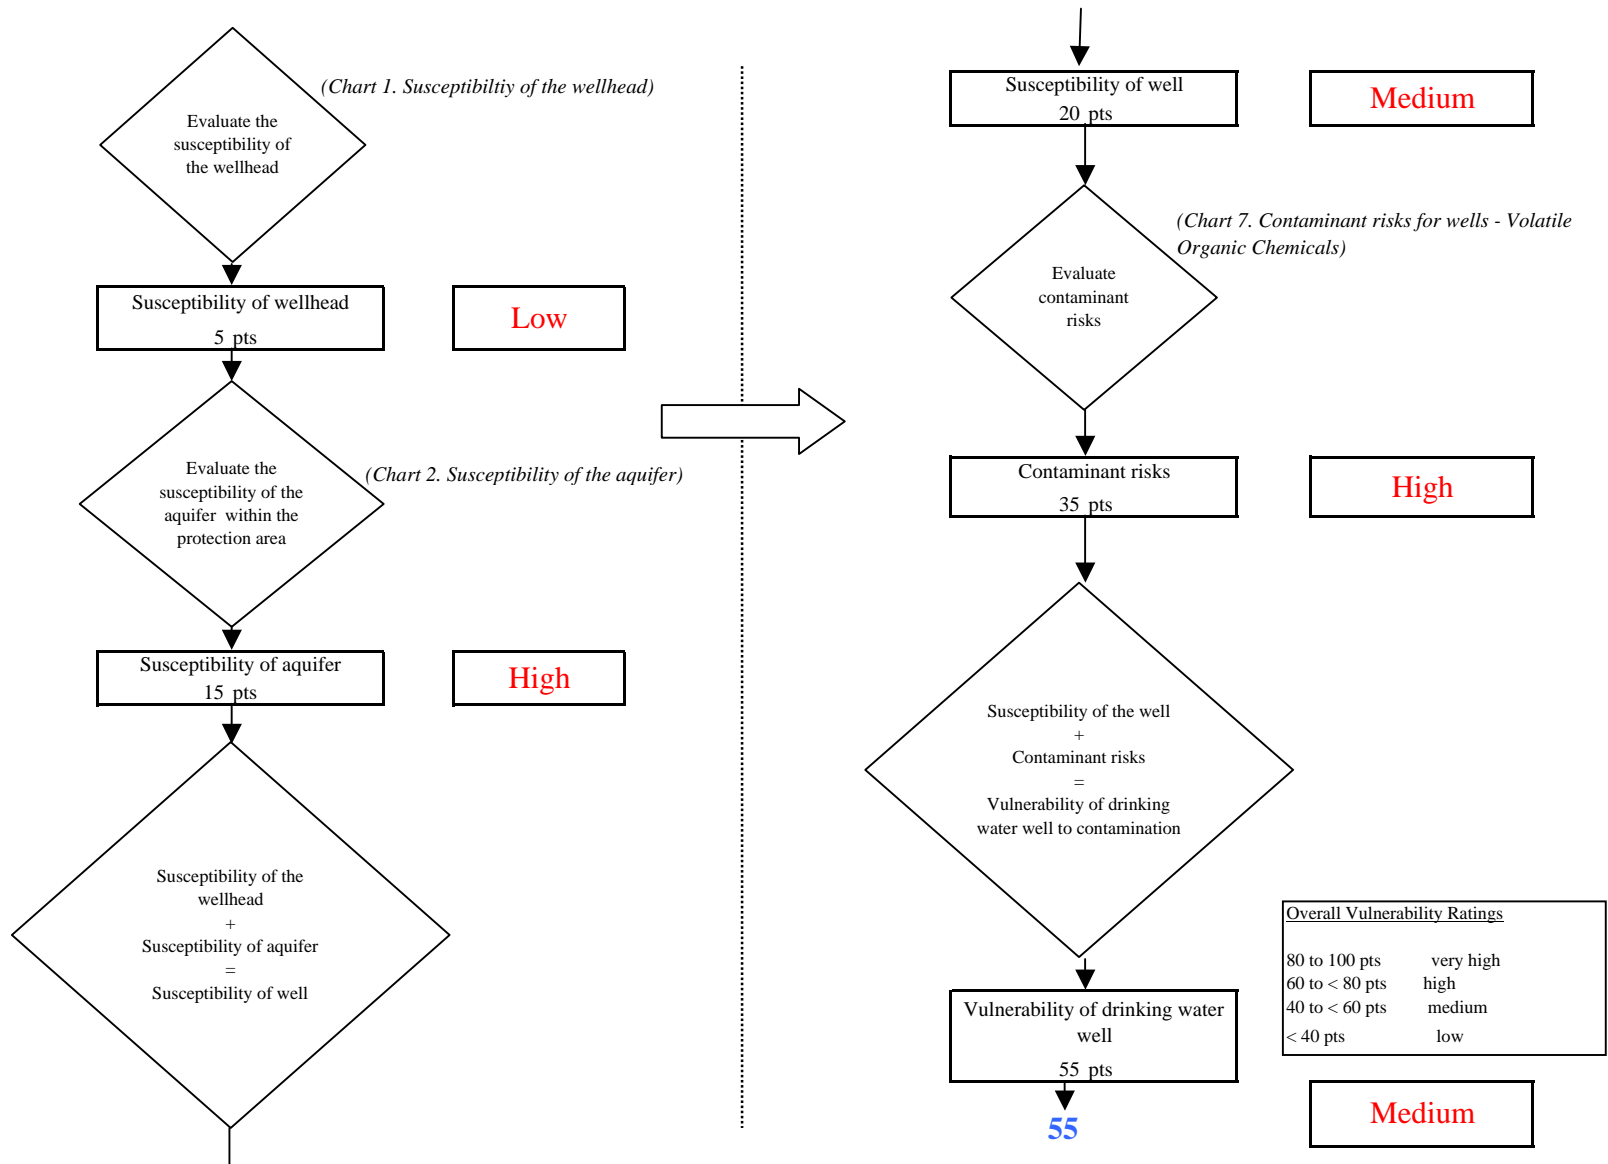 (Chart 1. Susceptibiltiy of the wellhead)
Evaluate the
susceptibility of
the wellhead
Susceptibility of wellhead
5 pts
Low
Evaluate the
susceptibility of the
aquifer within the
protection area
(Chart 2. Susceptibility of the aquifer)
Susceptibility of aquifer
15 pts
High
Susceptibility of the
wellhead
+
Susceptibility of aquifer
=
Susceptibility of well
Susceptibility of well
20 pts
Medium
(Chart 7. Contaminant risks for wells - Volatile
Organic Chemicals)
Evaluate
contaminant
risks
Contaminant risks
35 pts
High
Susceptibility of the well
+
Contaminant risks
=
Vulnerability of drinking
water well to contamination
Overall Vulnerability Ratings
80 to 100 pts very high
60 to < 80 pts high
40 to < 60 pts medium
< 40 pts low
Vulnerability of drinking water
well
55 pts
55
Medium